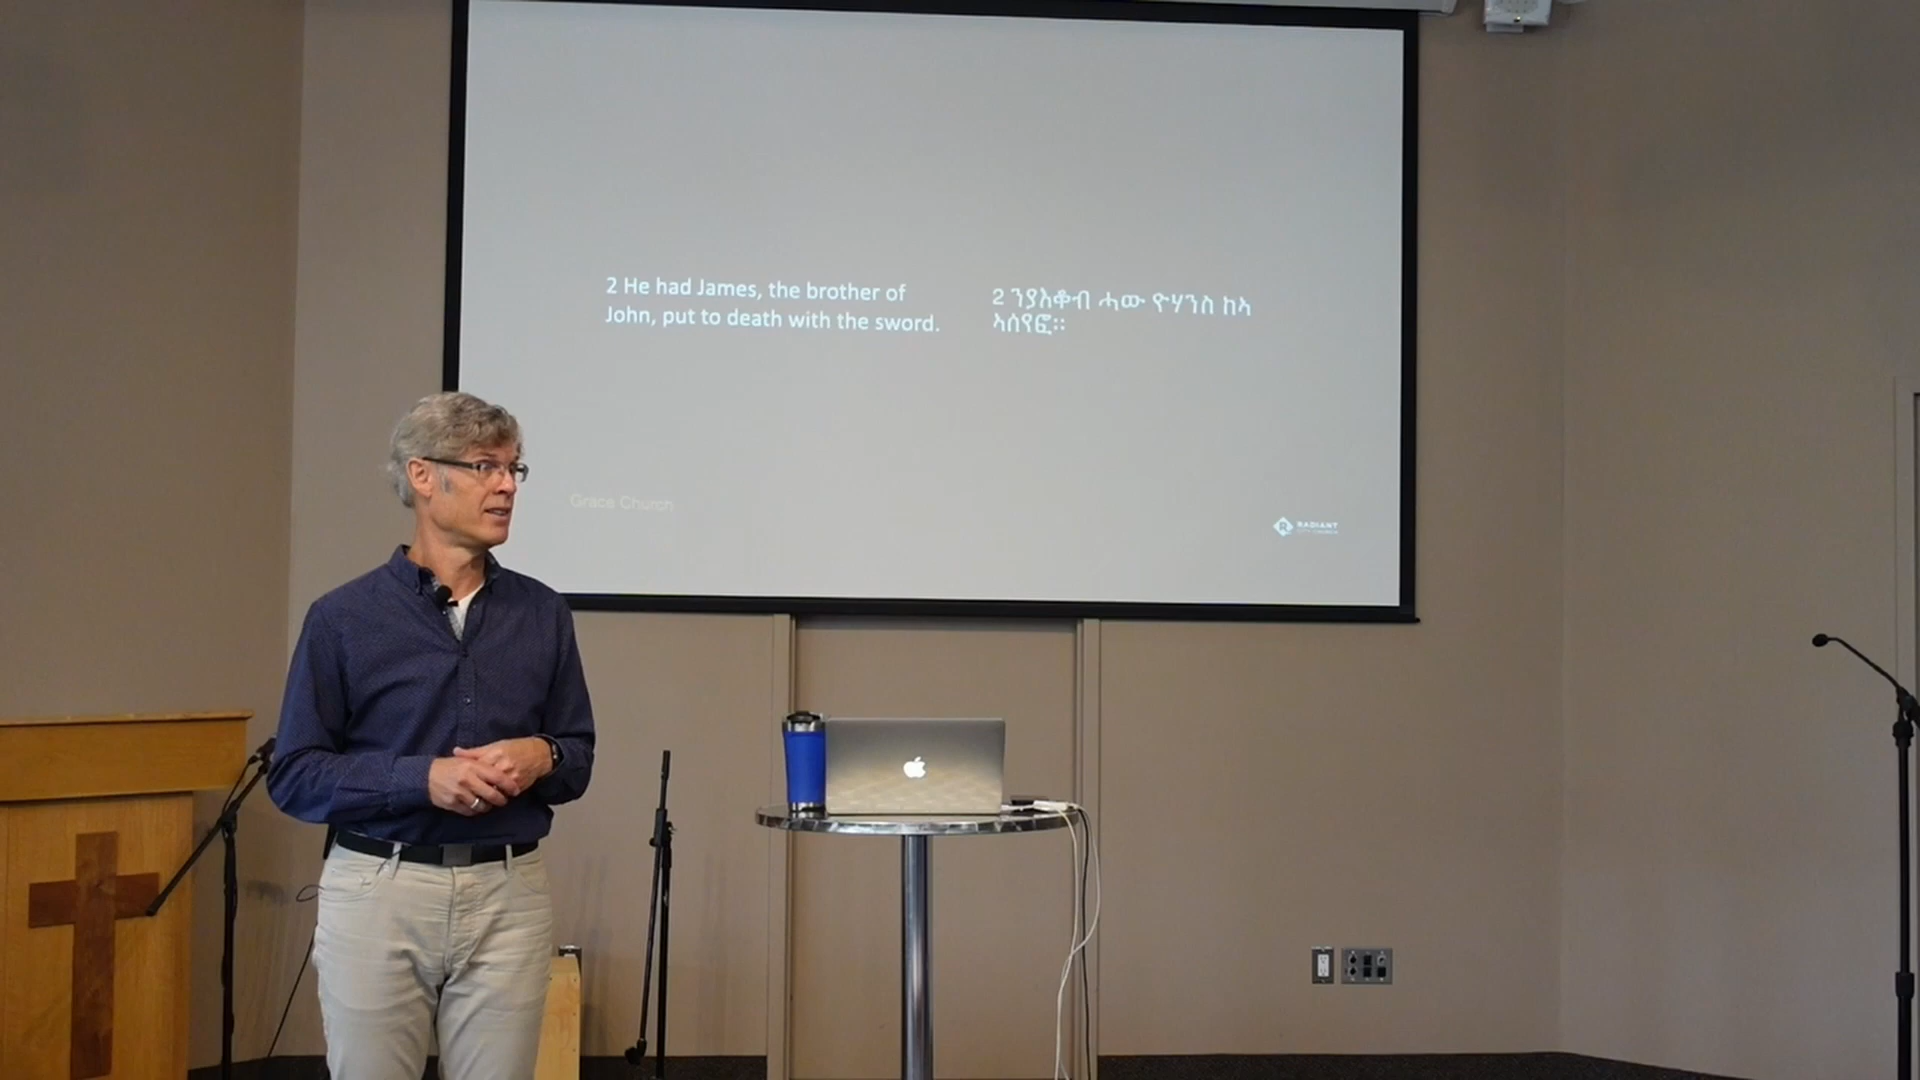 2 He had James, the brother of
John, put to death with the sword.
2 ንያእቆብ ሓው ዮሃንስ ከኣ
ኣሰየፎ።
Grace Church
RADIANT